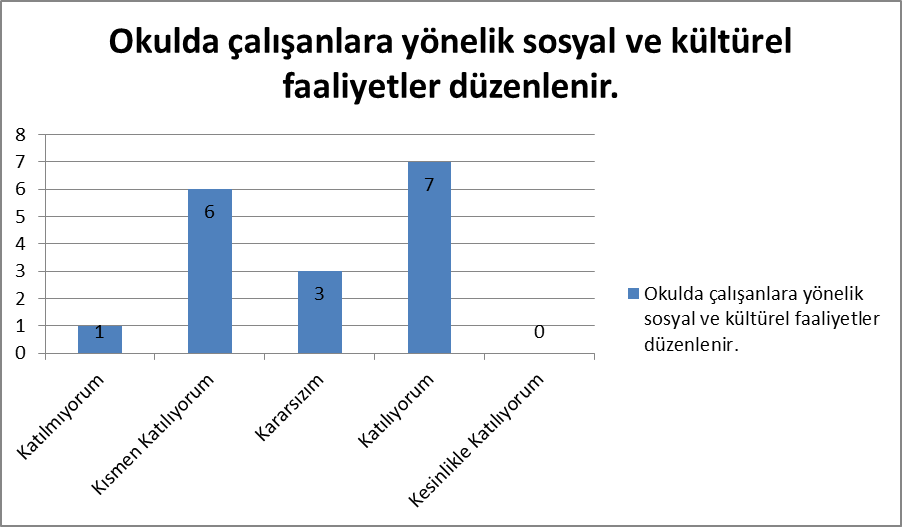 Okulda çalışanlara yönelik sosyal ve kültürel
faaliyetler düzenlenir.
8
7
6
5
4
3
2
1
0
1
6
3
7
0
Katılmıyorum
Kısmen Katılıyorum
Kararsızım
Katılıyorum
Kesinlikle Katılıyorum
Okulda çalışanlara yönelik
sosyal ve kültürel faaliyetler
düzenlenir.